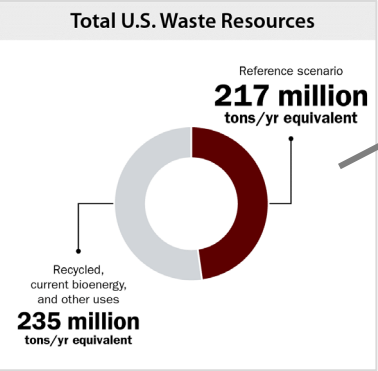 Total U.S. Waste Resources
Reference scenario
217 million
tons/yr equivalent
Recycled,
current bioenergy,
and other uses
235 million
tons/yr equivalent